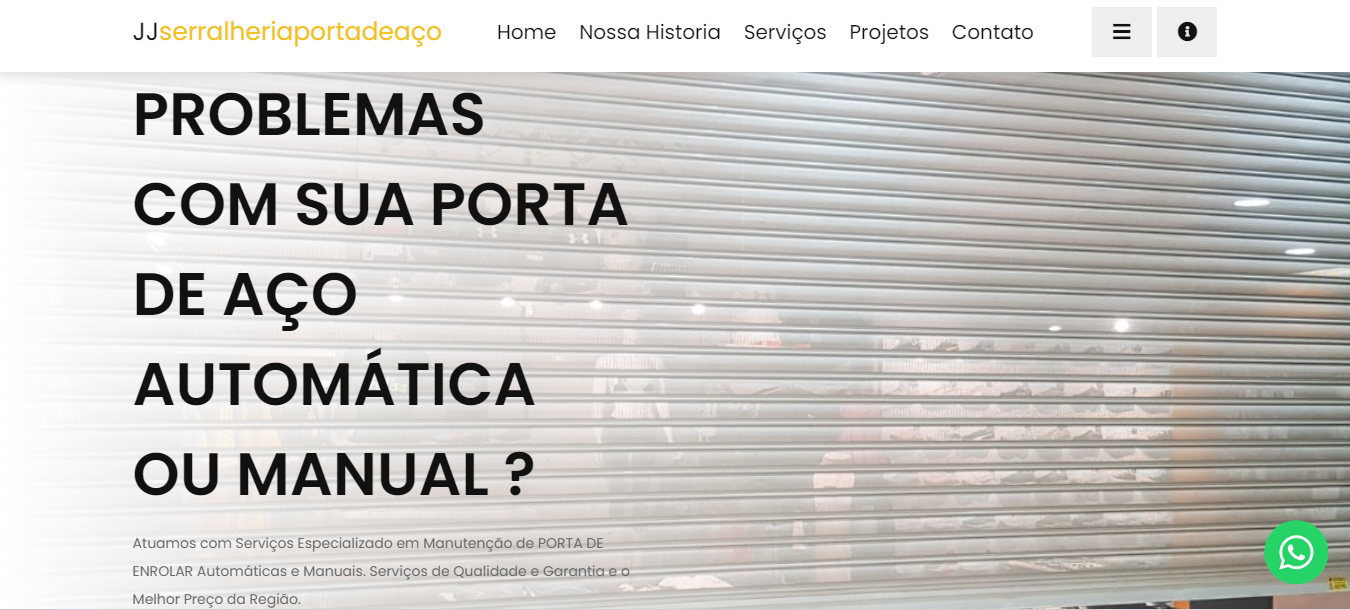 JJserralheriaportadeaço
Home Nossa Historia Serviços Projetos Contato
PROBLEMAS
COM SUA PORTA
DE AÇO
AUTOMÁTICA
OU MANUAL ?
Atuamos com Serviços Especializado em Manutenção de PORTA DE
ENROLAR Automáticas e Manuais. Serviços de Qualidade e Garantia e o
Melhor Preço da Região.